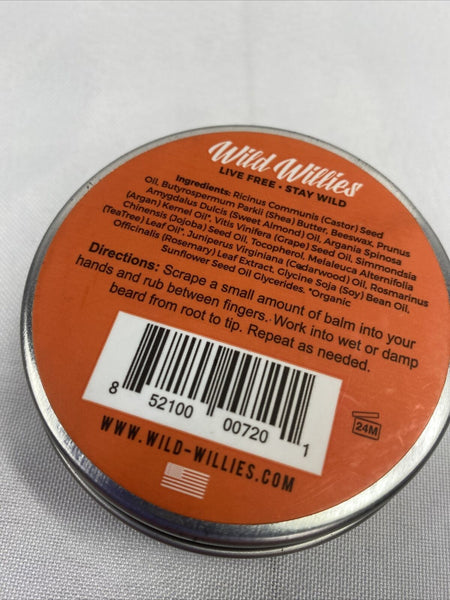 Wild Willies
LIVE FREE • STAY WILD
Ingredients: Ricinus Communis (Castor) Seed
Oil, Butyrospermum Parkii (Shea) Butter, Beeswax, Prunus
Amygdalus Dulcis (Sweet Almond) Oil, Argania Spinosa
(Argan) Kernel Oil*, Vitis Vinifera (Grape) Seed Oil, Simmondsia
Chinensis (Jojoba) Seed Oil, Tocopherol, Melaleuca Alternifolia
(TeaTree) Leaf Oil*, Juniperus Virginiana (Cedarwood) Oil, Rosmarinus
Officinalis (Rosemary) Leaf Extract, Glycine Soja (Soy) Bean Oil,
Sunflower Seed Oil Glycerides. *Organic
Directions: Scrape a small amount of balm into your
hands and rub between fingers. Work into wet or damp
beard from root to tip. Repeat as needed.
8 52100 00720 1
24M
WWW.WILD-WILLIES.COM